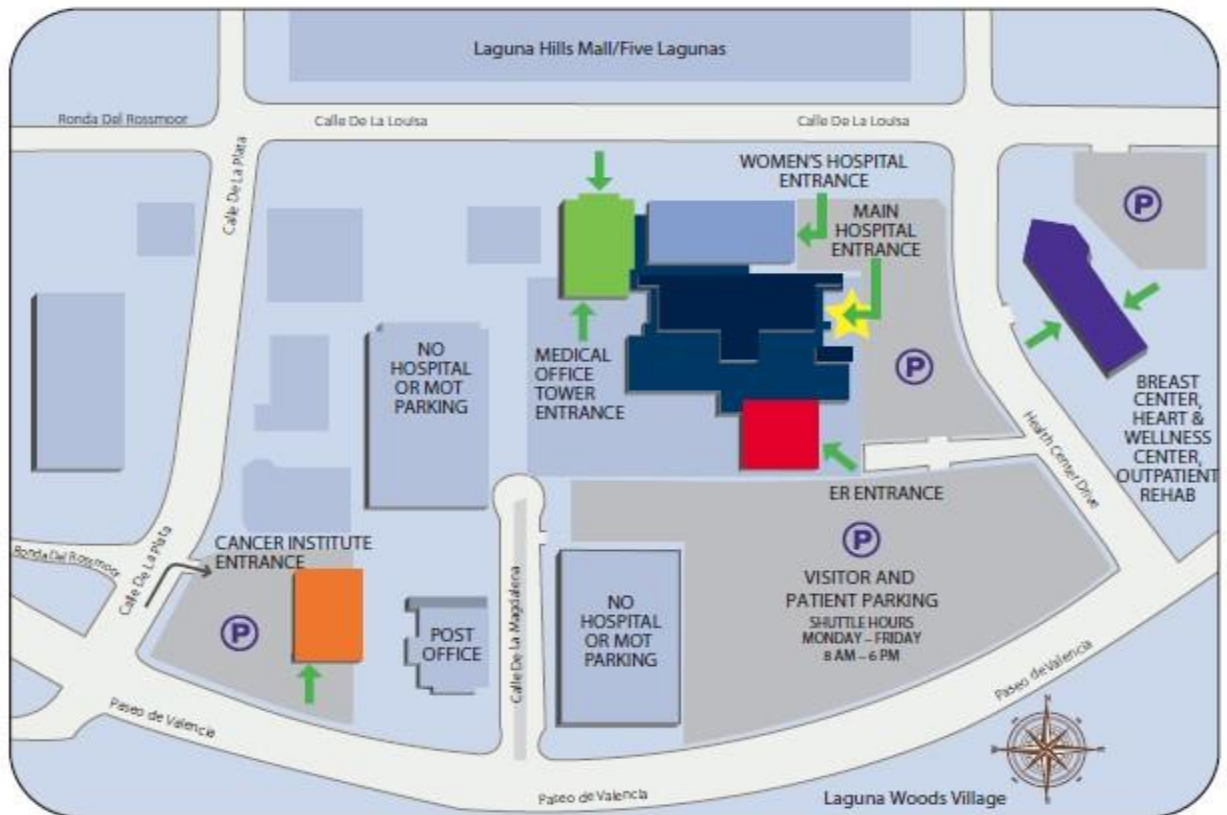 Laguna Hills Mall/Five Lagunas
Ronda Del Rossmoor
Calle De La Louisa
Calle De La Louisa
Calle De La Plata
WOMEN'S HOSPITAL
ENTRANCE
MAIN
HOSPITAL
ENTRANCE
P
P
NO
HOSPITAL
OR MOT
PARKING
MEDICAL
OFFICE
TOWER
ENTRANCE
BREAST
CENTER,
HEART &
WELLNESS
CENTER,
OUTPATIENT
REHAB
Health Center Drive
ER ENTRANCE
Ronda Del Rossmoor
Calle De La Plata
CANCER INSTITUTE
ENTRANCE
P
POST
OFFICE
Calle De La Magdalena
NO
HOSPITAL
OR MOT
PARKING
P
VISITOR AND
PATIENT PARKING
SHUTTLE HOURS
MONDAY – FRIDAY
8 AM – 6 PM
Paseo de Valencia
Paseo de Valencia
Paseo de Valencia
Laguna Woods Village